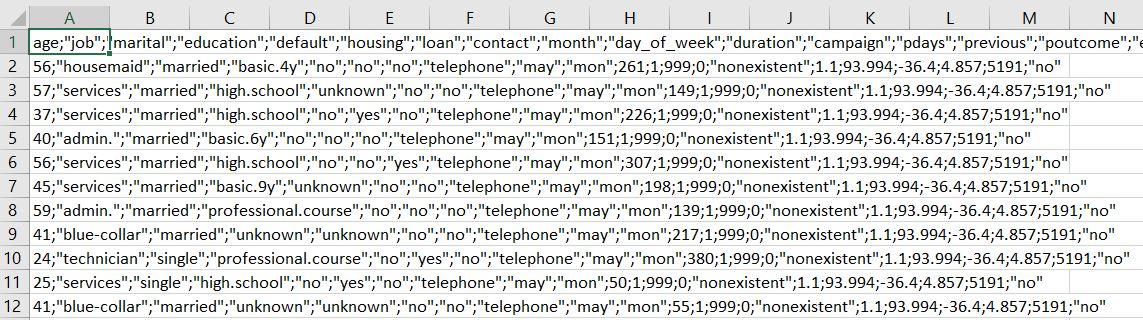 A B C D E F G H I J K L M N
1 age;"job";"marital";"education";"default";"housing";"loan";"contact";"month";"day_of_week";"duration";"campaign";"pdays";"previous";"poutcome";"e
2 56;"housemaid";"married";"basic.4y";"no";"no";"no";"telephone";"may";"mon";261;1;999;0;"nonexistent";1.1;93.994;-36.4;4.857;5191;"no"
3 57;"services";"married";"high.school";"unknown";"no";"no";"telephone";"may";"mon";149;1;999;0;"nonexistent";1.1;93.994;-36.4;4.857;5191;"no"
4 37;"services";"married";"high.school";"no";"yes";"no";"telephone";"may";"mon";226;1;999;0;"nonexistent";1.1;93.994;-36.4;4.857;5191;"no"
5 40;"admin.";"married";"basic.6y";"no";"no";"no";"telephone";"may";"mon";151;1;999;0;"nonexistent";1.1;93.994;-36.4;4.857;5191;"no"
6 56;"services";"married";"high.school";"no";"no";"yes";"telephone";"may";"mon";307;1;999;0;"nonexistent";1.1;93.994;-36.4;4.857;5191;"no"
7 45;"services";"married";"basic.9y";"unknown";"no";"no";"telephone";"may";"mon";198;1;999;0;"nonexistent";1.1;93.994;-36.4;4.857;5191;"no"
8 59;"admin.";"married";"professional.course";"no";"no";"no";"telephone";"may";"mon";139;1;999;0;"nonexistent";1.1;93.994;-36.4;4.857;5191;"no"
9 41;"blue-collar";"married";"unknown";"unknown";"no";"no";"telephone";"may";"mon";217;1;999;0;"nonexistent";1.1;93.994;-36.4;4.857;5191;"no"
10 24;"technician";"single";"professional.course";"no";"yes";"no";"telephone";"may";"mon";380;1;999;0;"nonexistent";1.1;93.994;-36.4;4.857;5191;"no"
11 25;"services";"single";"high.school";"no";"yes";"no";"telephone";"may";"mon";50;1;999;0;"nonexistent";1.1;93.994;-36.4;4.857;5191;"no"
12 41;"blue-collar";"married";"unknown";"unknown";"no";"no";"telephone";"may";"mon";55;1;999;0;"nonexistent";1.1;93.994;-36.4;4.857;5191;"no"